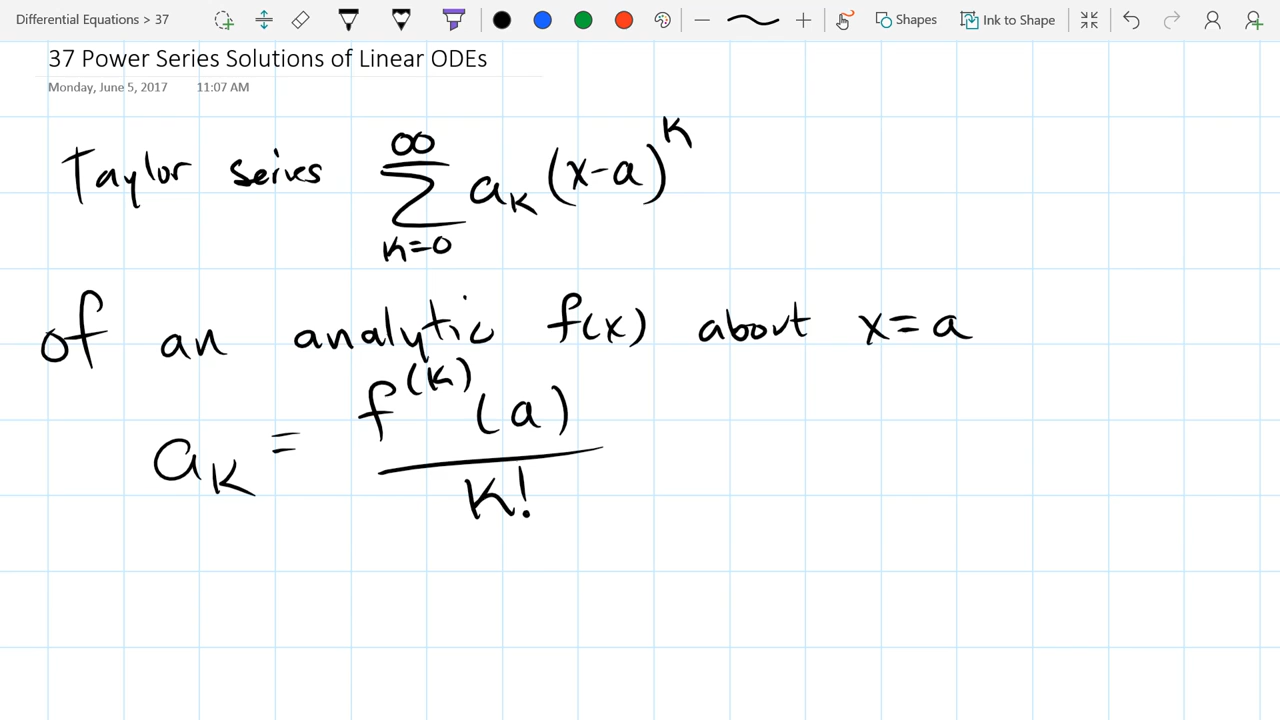 Differential Equations > 37
Shapes
Ink to Shape
37 Power Series Solutions of Linear ODEs
Monday, June 5, 2017 11:07 AM
Taylor series ∑_{k=0}^{∞} a_k (x-a)^k
of an analytic f(x) about x=a
a_k = f^{(k)}(a) / k!